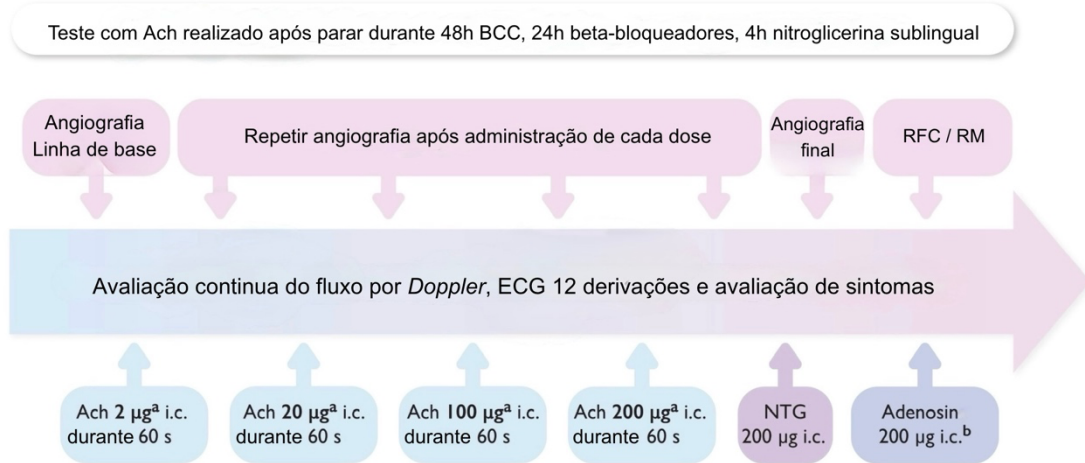 Teste com Ach realizado após parar durante 48h BCC, 24h beta-bloqueadores, 4h nitroglicerina sublingual
Angiografia
Linha de base
Repetir angiografia após administração de cada dose
Angiografia
final
RFC / RM
Avaliação continua do fluxo por Doppler, ECG 12 derivações e avaliação de sintomas
Ach 2 µgᵃ i.c.
durante 60 s
Ach 20 µgᵃ i.c.
durante 60 s
Ach 100 µgᵃ i.c.
durante 60 s
Ach 200 µgᵃ i.c.
durante 60 s
NTG
200 µg i.c.
Adenosin
200 µg i.c.ᵇ